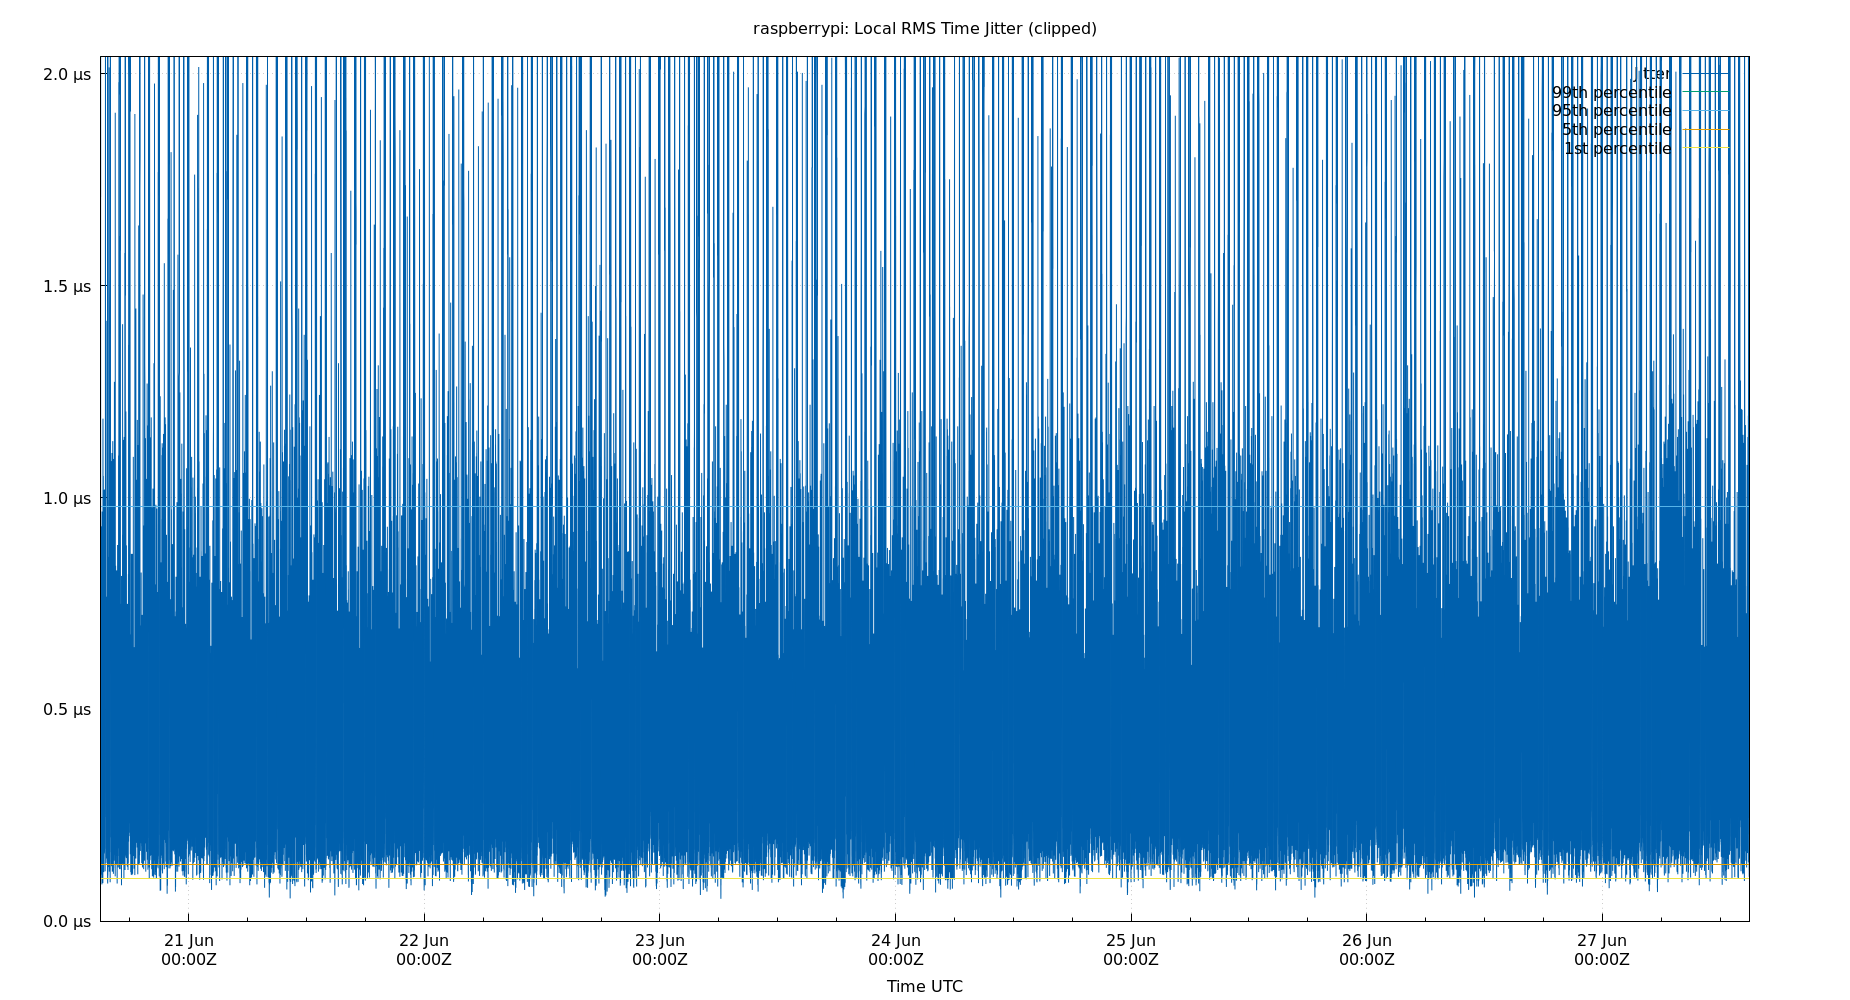 raspberrypi: Local RMS Time Jitter (clipped)
2.0 µs
1.5 µs
1.0 µs
0.5 µs
0.0 µs
Jitter
99th percentile
95th percentile
5th percentile
1st percentile
21 Jun
00:00Z
22 Jun
00:00Z
23 Jun
00:00Z
24 Jun
00:00Z
25 Jun
00:00Z
26 Jun
00:00Z
27 Jun
00:00Z
Time UTC